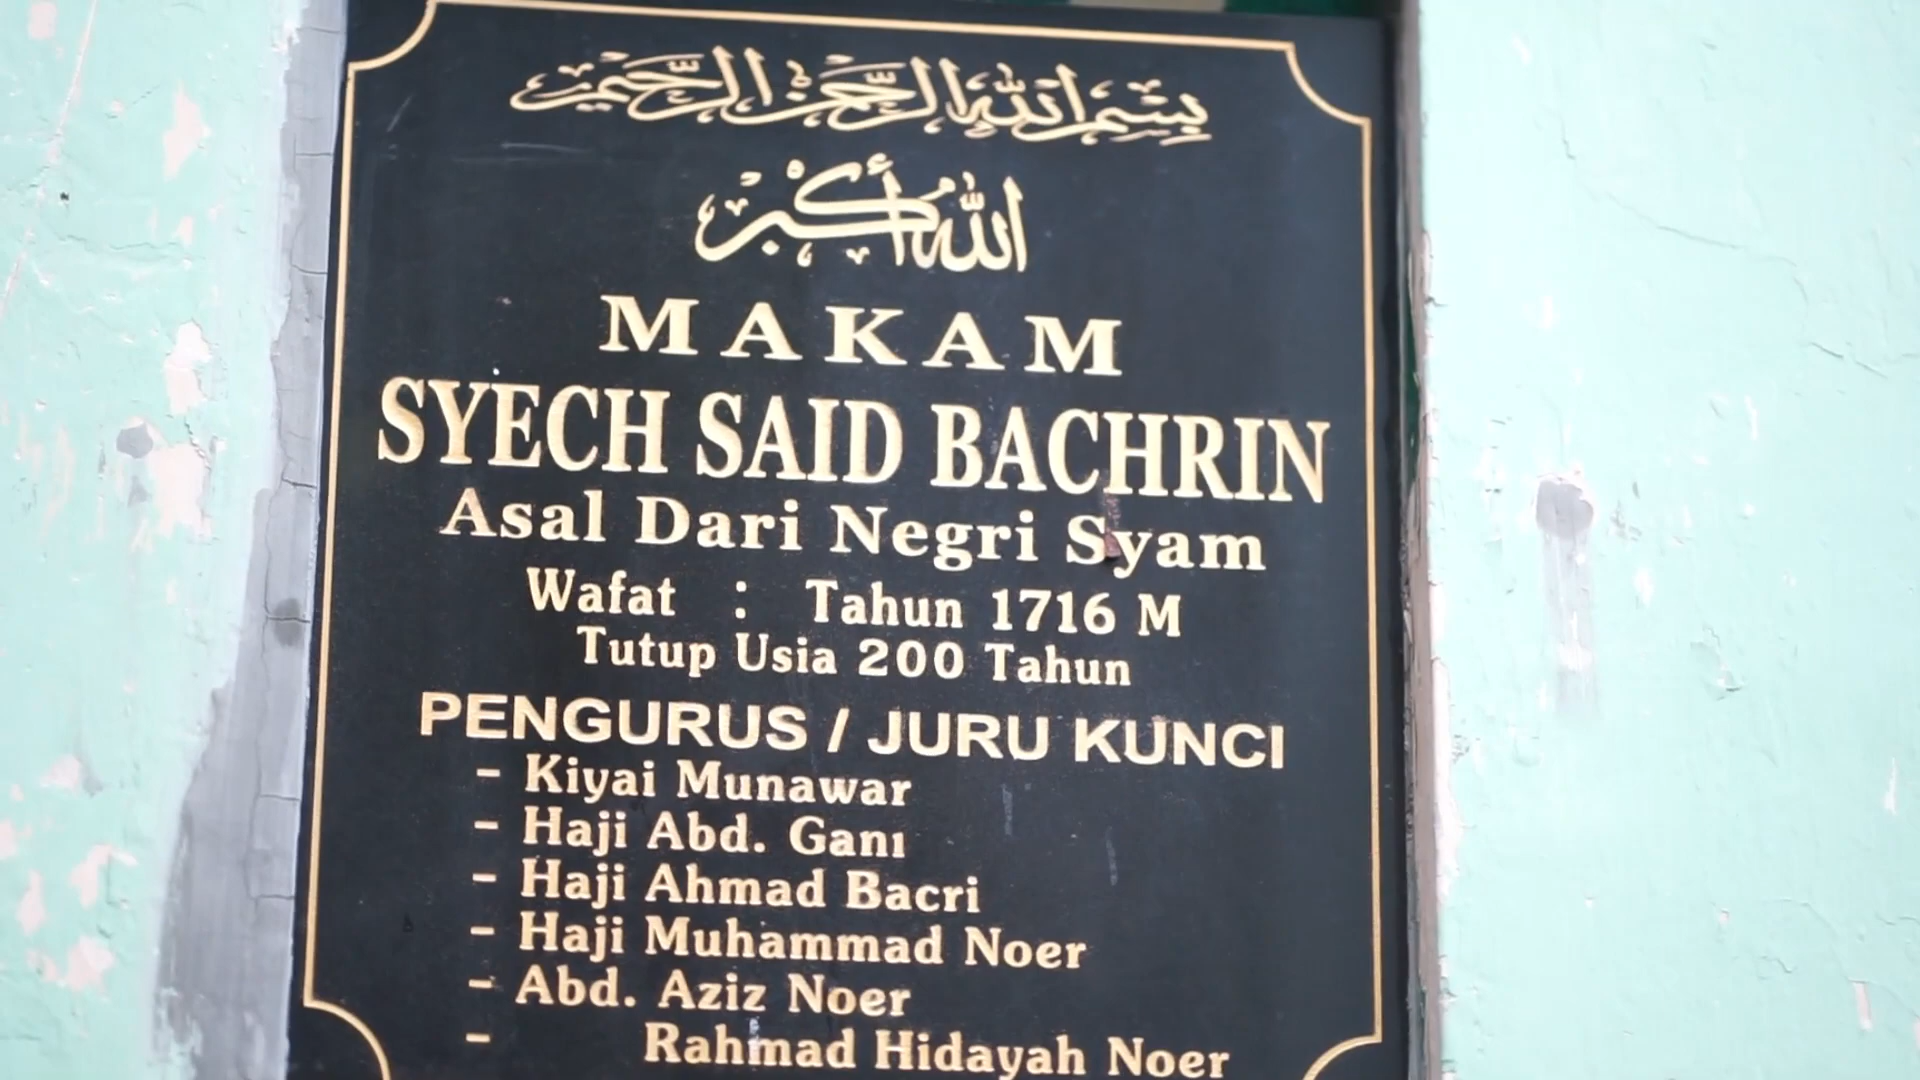 بسم الله الرحمن الرحيم
الله أكبر
MAKAM
SYECH SAID BACHRIN
Asal Dari Negri Syam
Wafat : Tahun 1716 M
Tutup Usia 200 Tahun
PENGURUS / JURU KUNCI
- Kiyai Munawar
- Haji Abd. Ganı
- Haji Ahmad Bacri
- Haji Muhammad Noer
- Abd. Aziz Noer
- Rahmad Hidayah Noer